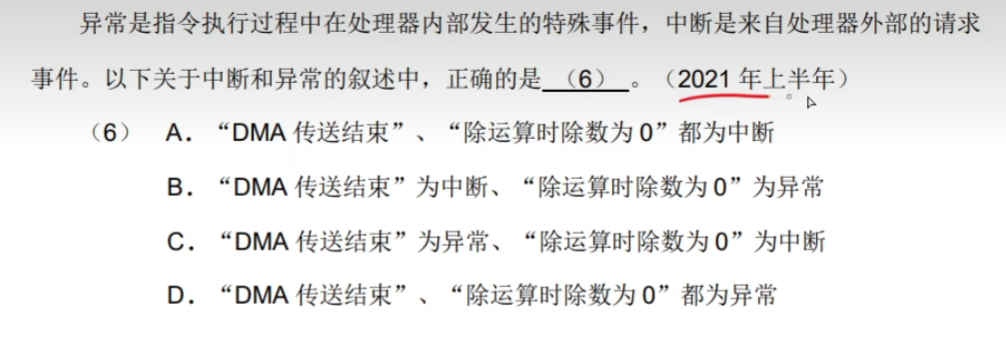 异常是指令执行过程中在处理器内部发生的特殊事件，中断是来自处理器外部的请求
事件。以下关于中断和异常的叙述中，正确的是（6）。（2021 年上半年）
（6） A．“DMA 传送结束”、“除运算时除数为 0”都为中断
B．“DMA 传送结束”为中断、“除运算时除数为 0”为异常
C．“DMA 传送结束”为异常、“除运算时除数为 0”为中断
D．“DMA 传送结束”、“除运算时除数为 0”都为异常